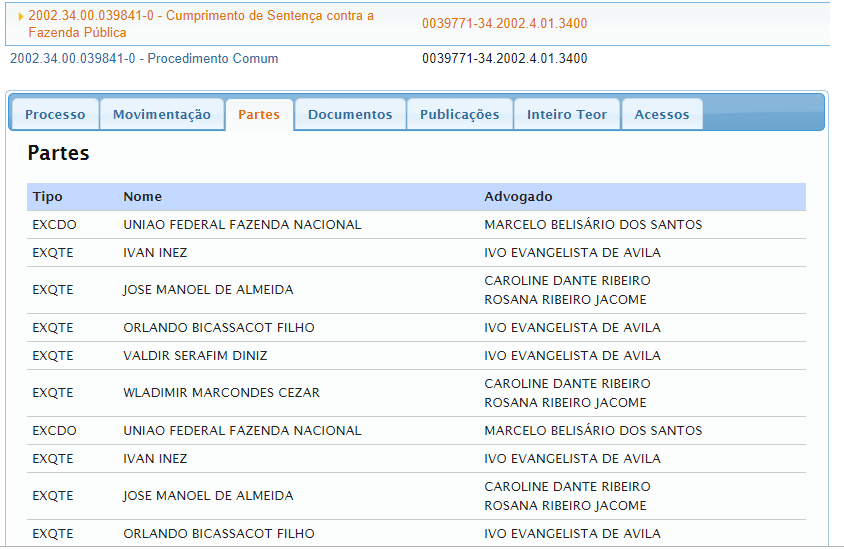 2002.34.00.039841-0 - Cumprimento de Sentença contra a 0039771-34.2002.4.01.3400
Fazenda Pública
2002.34.00.039841-0 - Procedimento Comum 0039771-34.2002.4.01.3400
Processo Movimentação Partes Documentos Publicações Inteiro Teor Acessos
Partes
Tipo Nome Advogado
EXCDO UNIAO FEDERAL FAZENDA NACIONAL MARCELO BELISÁRIO DOS SANTOS
EXQTE IVAN INEZ IVO EVANGELISTA DE AVILA
EXQTE JOSE MANOEL DE ALMEIDA CAROLINE DANTE RIBEIRO
ROSANA RIBEIRO JACOME
EXQTE ORLANDO BICASSACOT FILHO IVO EVANGELISTA DE AVILA
EXQTE VALDIR SERAFIM DINIZ IVO EVANGELISTA DE AVILA
EXQTE WLADIMIR MARCONDES CEZAR CAROLINE DANTE RIBEIRO
ROSANA RIBEIRO JACOME
EXCDO UNIAO FEDERAL FAZENDA NACIONAL MARCELO BELISÁRIO DOS SANTOS
EXQTE IVAN INEZ IVO EVANGELISTA DE AVILA
EXQTE JOSE MANOEL DE ALMEIDA CAROLINE DANTE RIBEIRO
ROSANA RIBEIRO JACOME
EXQTE ORLANDO BICASSACOT FILHO IVO EVANGELISTA DE AVILA